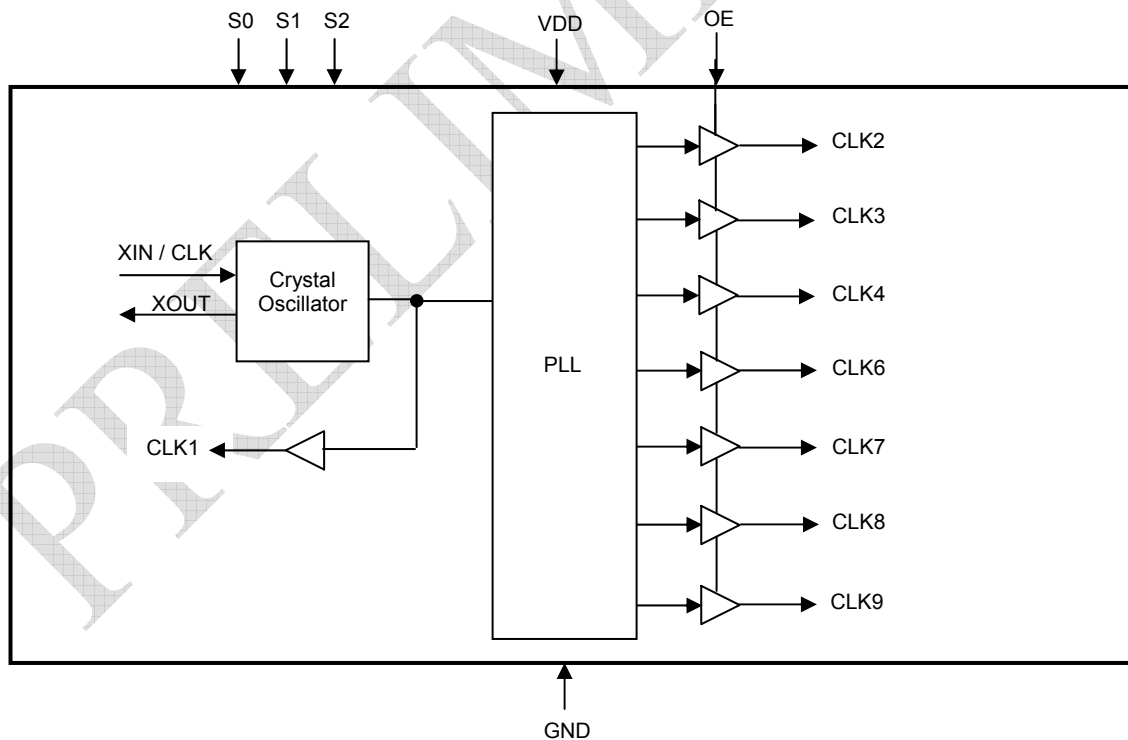 S0 S1 S2 VDD OE
CLK2
CLK3
XIN / CLK
Crystal
Oscillator
XOUT
CLK4
PLL
CLK6
CLK1
CLK7
CLK8
CLK9
GND
PRELIM